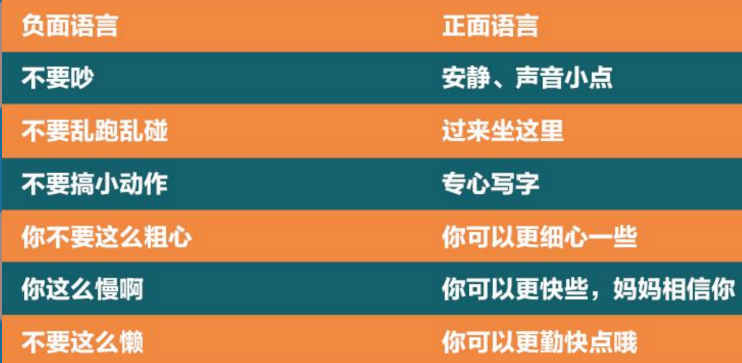 负面语言 正面语言
不要吵 安静、声音小点
不要乱跑乱碰 过来坐这里
不要搞小动作 专心写字
你不要这么粗心 你可以更细心一些
你这么慢啊 你可以更快些，妈妈相信你
不要这么懒 你可以更勤快点哦